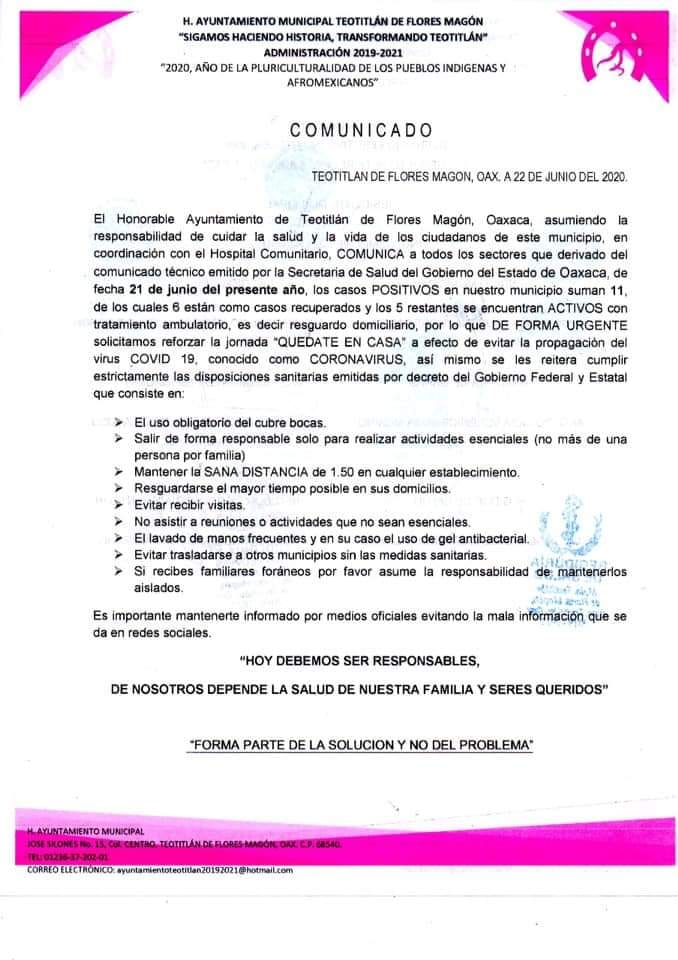 H. AYUNTAMIENTO MUNICIPAL TEOTITLÁN DE FLORES MAGÓN
"SIGAMOS HACIENDO HISTORIA, TRANSFORMANDO TEOTITLÁN"
ADMINISTRACIÓN 2019-2021
"2020, AÑO DE LA PLURICULTURALIDAD DE LOS PUEBLOS INDIGENAS Y
AFROMEXICANOS"
COMUNICADO
TEOTITLAN DE FLORES MAGON, OAX. A 22 DE JUNIO DEL 2020.
El Honorable Ayuntamiento de Teotitlán de Flores Magón, Oaxaca, asumiendo la
responsabilidad de cuidar la salud y la vida de los ciudadanos de este municipio, en
coordinación con el Hospital Comunitario, COMUNICA a todos los sectores que derivado del
comunicado técnico emitido por la Secretaria de Salud del Gobierno del Estado de Oaxaca, de
fecha 21 de junio del presente año, los casos POSITIVOS en nuestro municipio suman 11,
de los cuales 6 están como casos recuperados y los 5 restantes se encuentran ACTIVOS con
tratamiento ambulatorio, es decir resguardo domiciliario, por lo que DE FORMA URGENTE
solicitamos reforzar la jornada "QUEDATE EN CASA" a efecto de evitar la propagación del
virus COVID 19, conocido como CORONAVIRUS, así mismo se les reitera cumplir
estrictamente las disposiciones sanitarias emitidas por decreto del Gobierno Federal y Estatal
que consiste en:
➢ El uso obligatorio del cubre bocas.
➢ Salir de forma responsable solo para realizar actividades esenciales (no más de una
persona por familia)
➢ Mantener la SANA DISTANCIA de 1.50 en cualquier establecimiento.
➢ Resguardarse el mayor tiempo posible en sus domicilios.
➢ Evitar recibir visitas.
➢ No asistir a reuniones o actividades que no sean esenciales.
➢ El lavado de manos frecuentes y en su caso el uso de gel antibacterial.
➢ Evitar trasladarse a otros municipios sin las medidas sanitarias.
➢ Si recibes familiares foráneos por favor asume la responsabilidad de mantenerlos
aislados.
Es importante mantenerte informado por medios oficiales evitando la mala información que se
da en redes sociales.
"HOY DEBEMOS SER RESPONSABLES,
DE NOSOTROS DEPENDE LA SALUD DE NUESTRA FAMILIA Y SERES QUERIDOS"
"FORMA PARTE DE LA SOLUCION Y NO DEL PROBLEMA"
H. AYUNTAMIENTO MUNICIPAL
JOSE SILONES No. 15, Col. CENTRO, TEOTITLÁN DE FLORES MAGÓN, OAX. C.P. 68540.
TEL: 01236-37-202-01
CORREO ELECTRÓNICO: ayuntamientoteotitlan20192021@hotmail.com